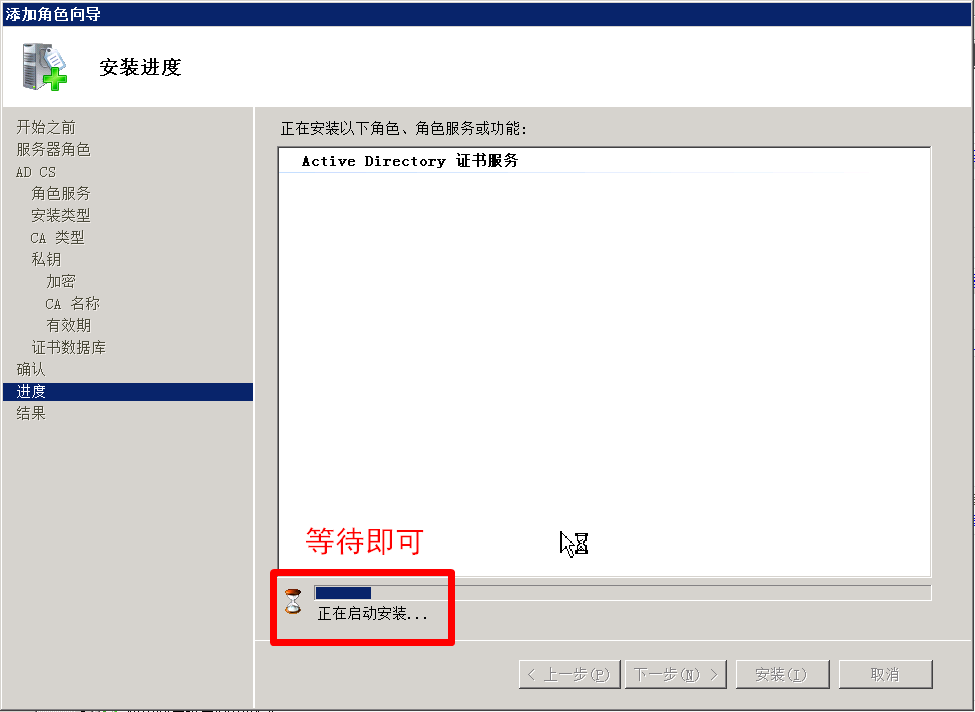 添加角色向导
安装进度
开始之前
服务器角色
AD CS
角色服务
安装类型
CA 类型
私钥
加密
CA 名称
有效期
证书数据库
确认
进度
结果
正在安装以下角色、角色服务或功能:
Active Directory 证书服务
等待即可
正在启动安装...
< 上一步(P)
下一步(N) >
安装(I)
取消